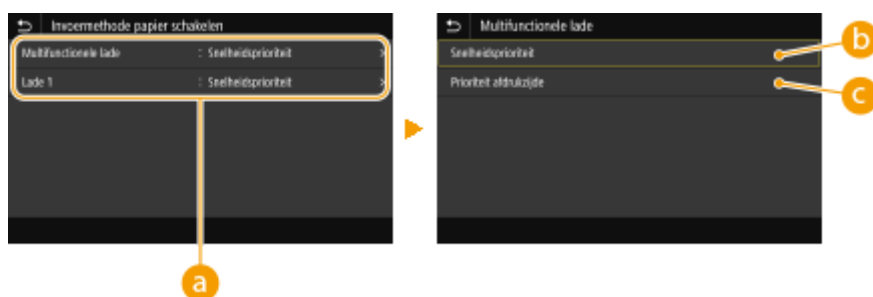 Invoermethode papier schakelen
Multifunctionele lade : Snelheidsprioriteit >
Lade 1 : Snelheidsprioriteit >
a
Multifunctionele lade
Snelheidsprioriteit
b
Prioriteit afdrukzijde
c